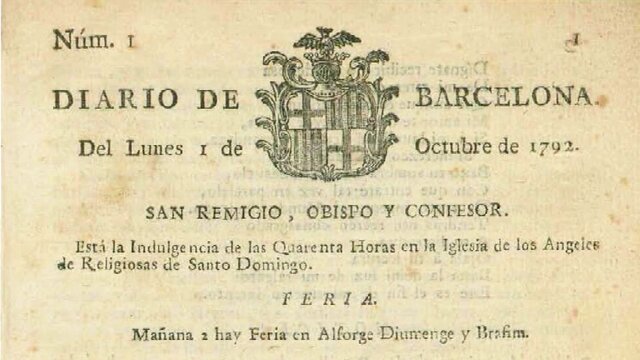 Núm. 1 1
DIARIO DE BARCELONA.
Del Lunes 1 de Octubre de 1792.
SAN REMIGIO, OBISPO Y CONFESOR.
Está la Indulgencia de las Quarenta Horas en la Iglesia de los Angeles
de Religiosas de Santo Domingo.
FERIA.
Mañana 2 hay Feria en Alforge Diumenge y Brafim.